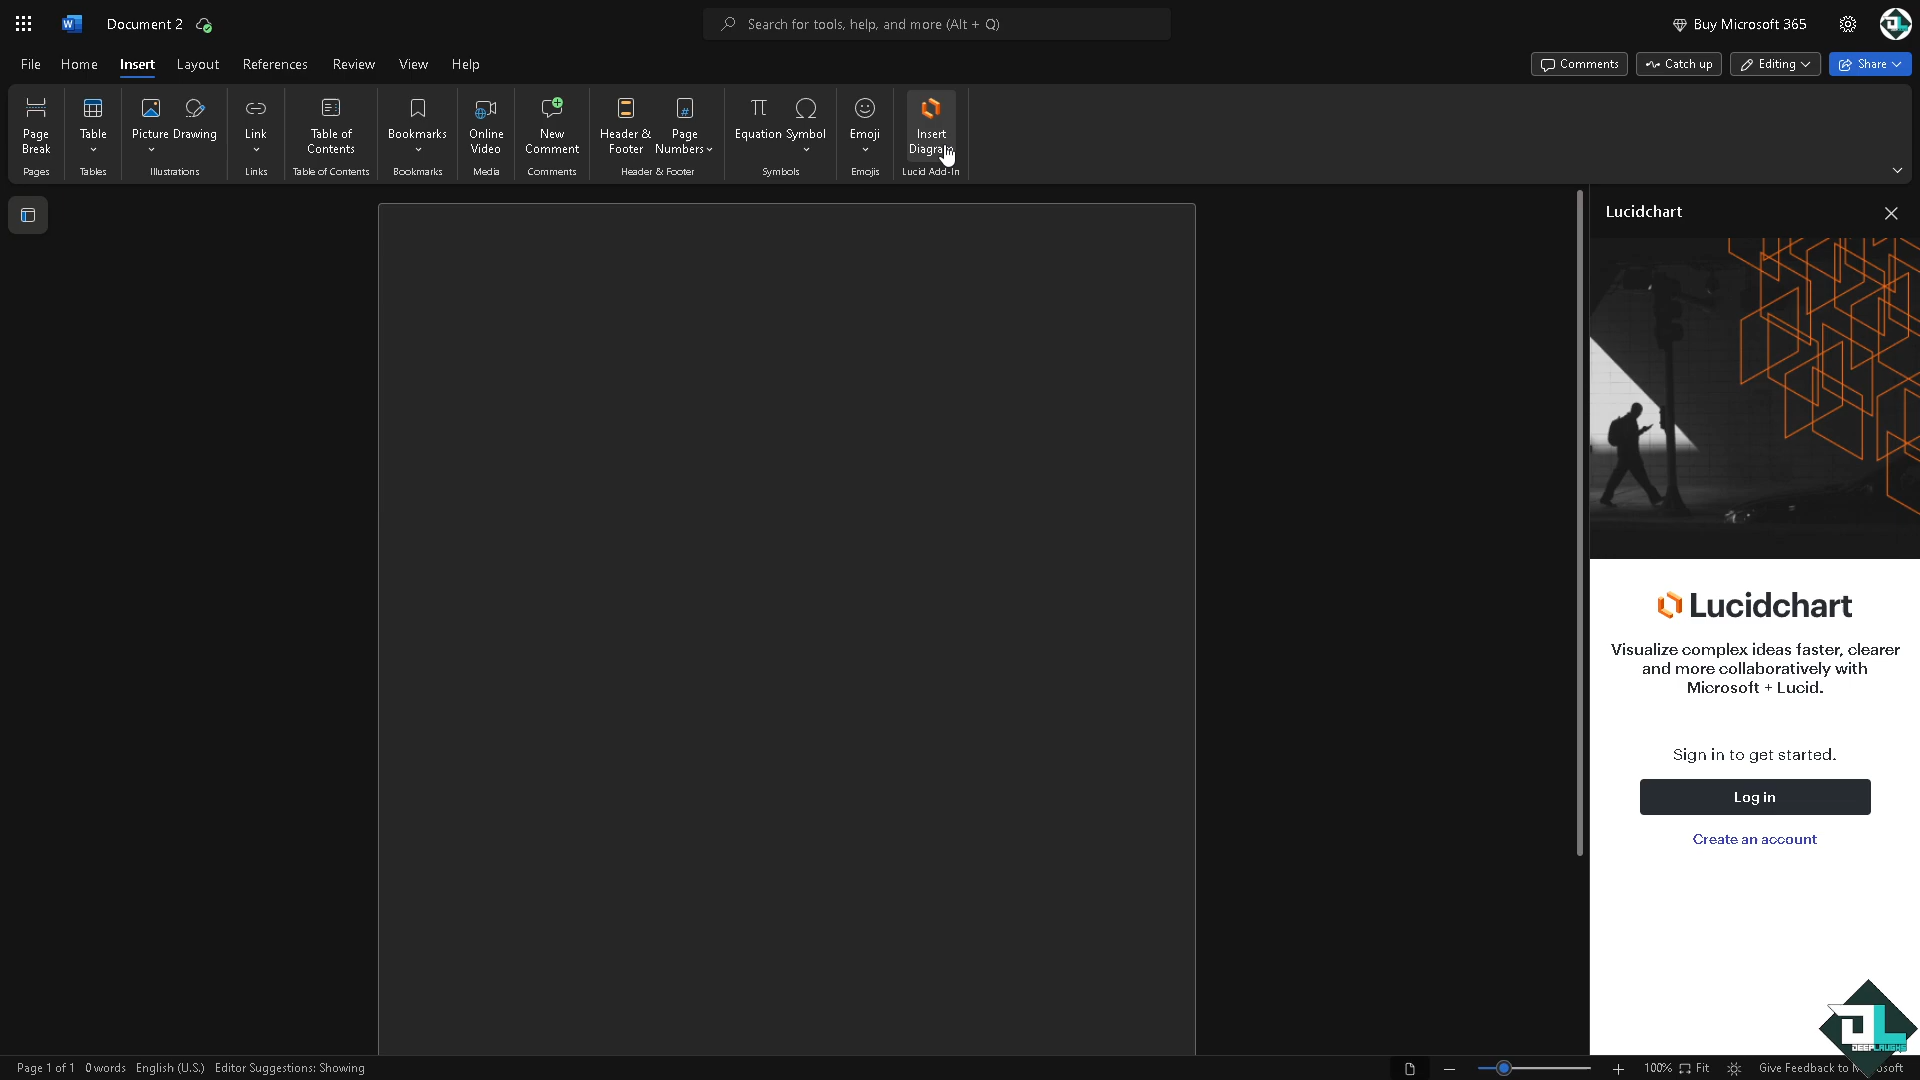 Document 2
Search for tools, help, and more (Alt + Q)
Buy Microsoft 365
File Home Insert Layout References Review View Help
Comments Catch up Editing Share
Page Break
Table
Picture Drawing
Link
Table of Contents
Bookmarks
Online Video
New Comment
Header & Footer
Page Numbers
Equation Symbol
Emoji
Insert Diagram
Pages Tables Illustrations Links Table of Contents Bookmarks Media Comments Header & Footer Symbols Emojis Lucid Add-In
Lucidchart
Lucidchart
Visualize complex ideas faster, clearer
and more collaboratively with
Microsoft + Lucid.
Sign in to get started.
Log in
Create an account
DEEPLAUGHS
Page 1 of 1 0 words English (U.S.) Editor Suggestions: Showing
100% Fit Give Feedback to Microsoft